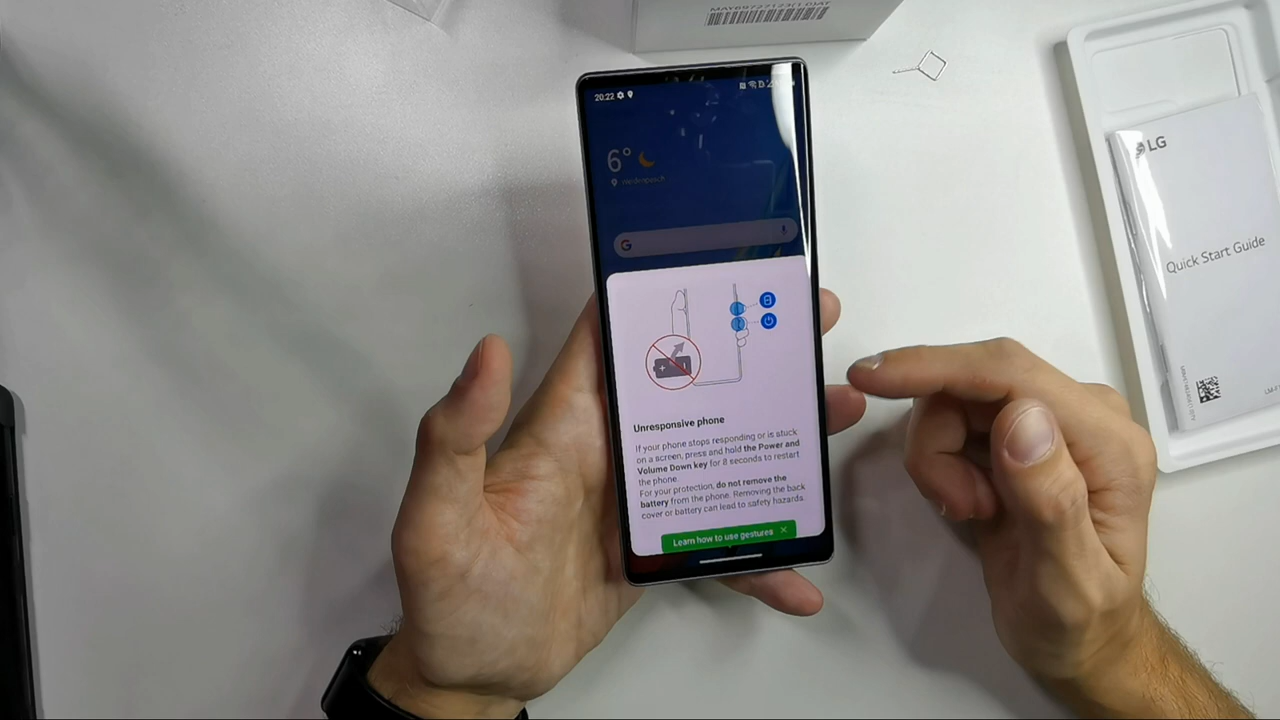 20:22
6°
G
Unresponsive phone
If your phone stops responding or is stuck
on a screen, press and hold the Power and
Volume Down key for 8 seconds to restart
the phone.
For your protection, do not remove the
battery from the phone. Removing the back
cover or battery can lead to safety hazards.
Learn how to use gestures ×
LG
Quick Start Guide